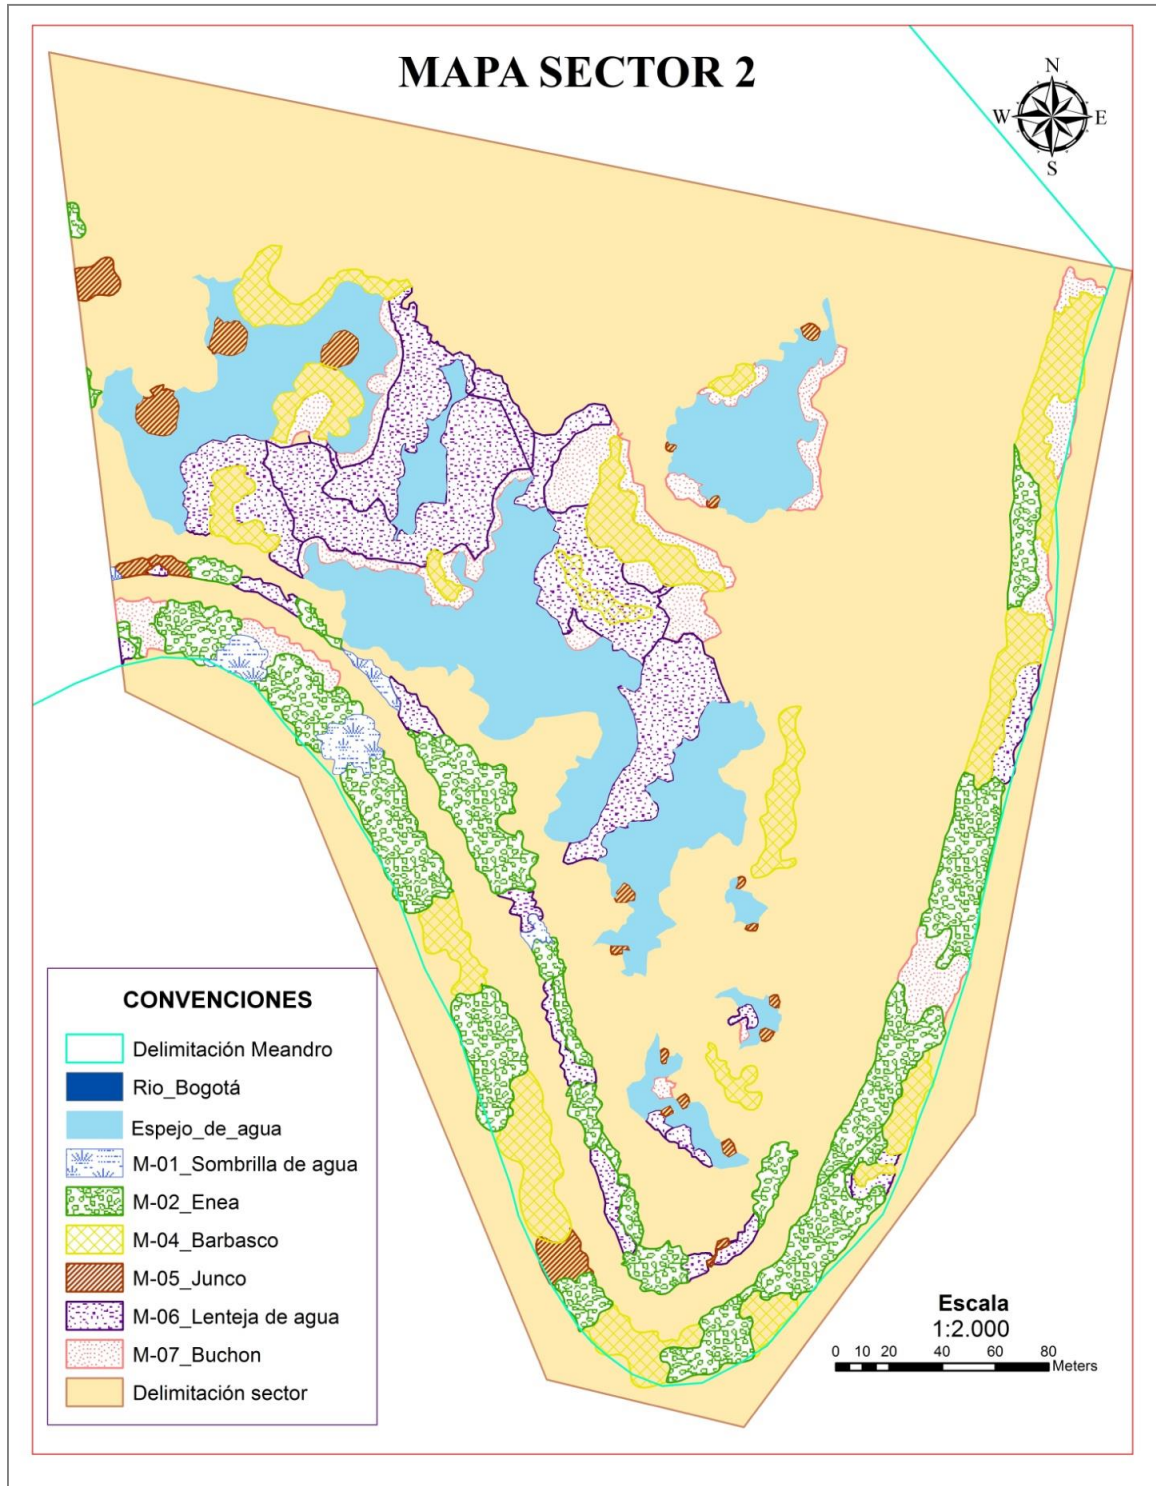 MAPA SECTOR 2
N
W E
S
CONVENCIONES
Delimitación Meandro
Rio_Bogotá
Espejo_de_agua
M-01_Sombrilla de agua
M-02_Enea
M-04_Barbasco
M-05_Junco
M-06_Lenteja de agua
M-07_Buchon
Delimitación sector
Escala
1:2.000
0 10 20 40 60 80
Meters